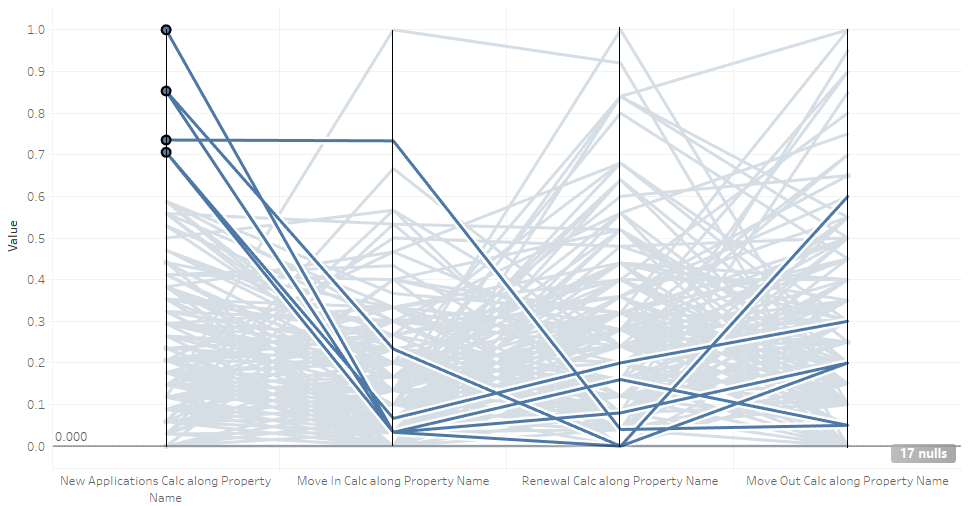 1.0
0.9
0.8
0.7
0.6
Value
0.5
0.4
0.3
0.2
0.1
0.000
0.0
17 nulls
New Applications Calc along Property
Name
Move In Calc along Property Name
Renewal Calc along Property Name
Move Out Calc along Property Name